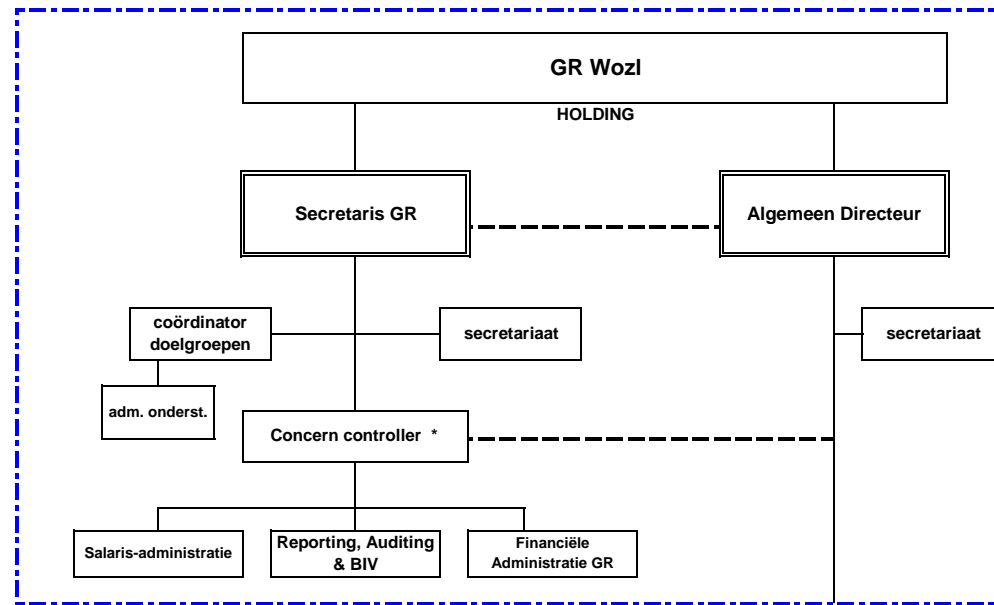 GR Wozl
HOLDING
Secretaris GR
Algemeen Directeur
coördinator
doelgroepen
secretariaat
secretariaat
adm. onderst.
Concern controller *
Salaris-administratie
Reporting, Auditing
& BIV
Financiële
Administratie GR